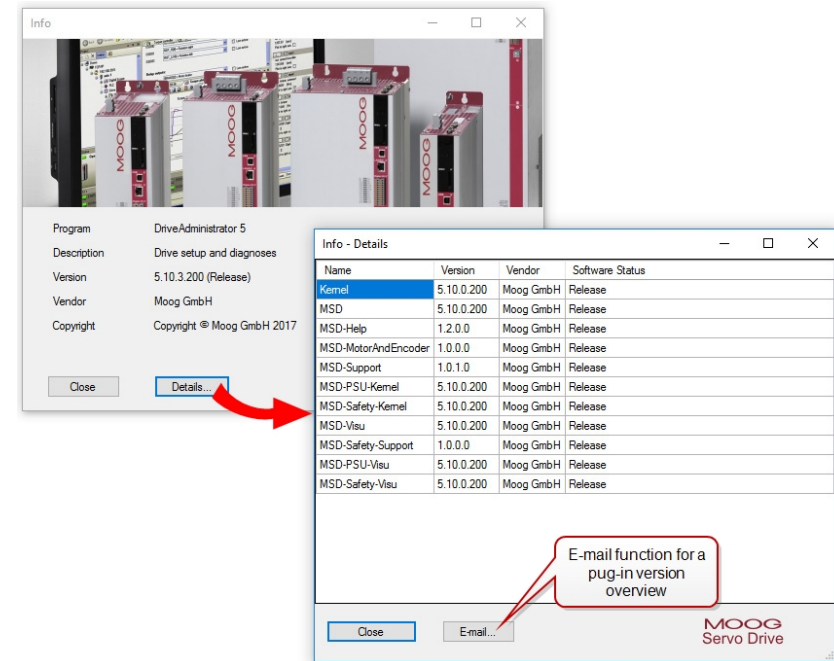 Info
MOOG
MOOG
MOOG
MOOG
Program DriveAdministrator 5
Description Drive setup and diagnoses
Version 5.10.3.200 (Release)
Vendor Moog GmbH
Copyright Copyright © Moog GmbH 2017
Close Details...
Info - Details
Name Version Vendor Software Status
Kernel 5.10.0.200 Moog GmbH Release
MSD 5.10.0.200 Moog GmbH Release
MSD-Help 1.2.0.0 Moog GmbH Release
MSD-MotorAndEncoder 1.0.0.0 Moog GmbH Release
MSD-Support 1.0.1.0 Moog GmbH Release
MSD-PSU-Kernel 5.10.0.200 Moog GmbH Release
MSD-Safety-Kernel 5.10.0.200 Moog GmbH Release
MSD-Visu 5.10.0.200 Moog GmbH Release
MSD-Safety-Support 1.0.0.0 Moog GmbH Release
MSD-PSU-Visu 5.10.0.200 Moog GmbH Release
MSD-Safety-Visu 5.10.0.200 Moog GmbH Release
E-mail function for a
pug-in version
overview
Close E-mail...
MOOG
Servo Drive